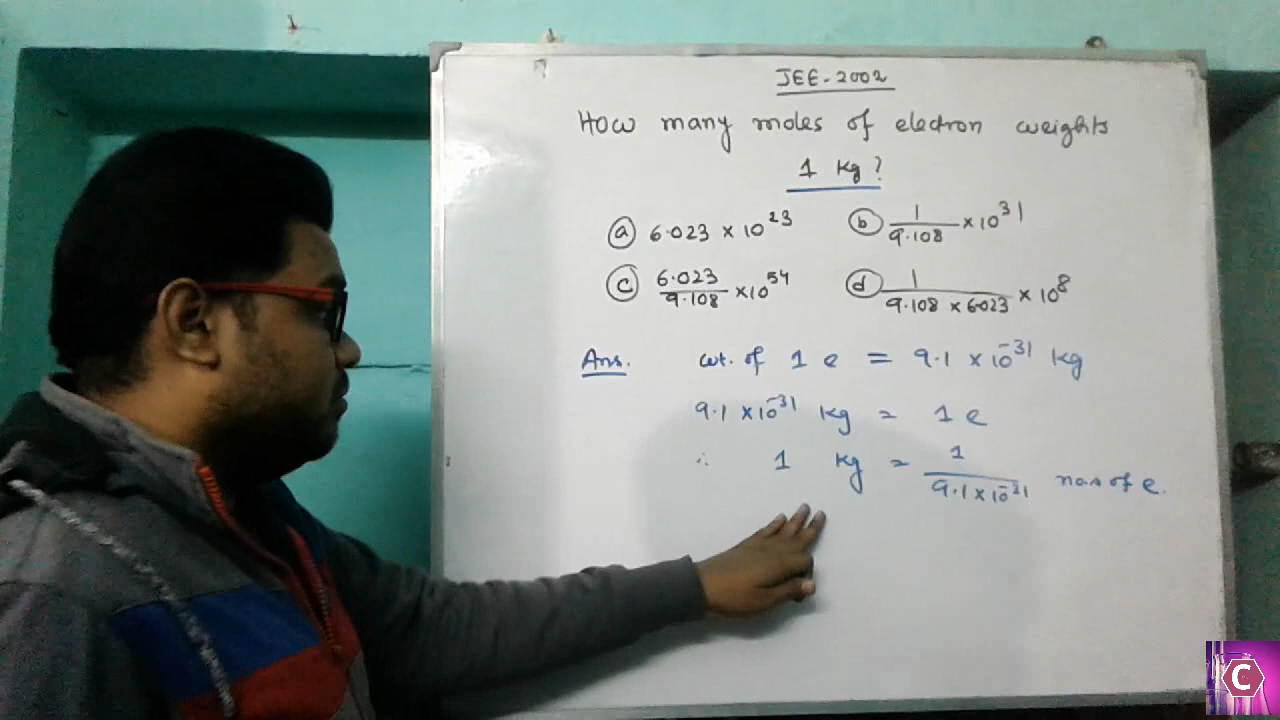 JEE-2002
How many moles of electron weights
1 kg?
(a) 6.023 × 10^23 (b) 1/9.108 × 10^31
(c) 6.023/9.108 × 10^54 (d) 1/(9.108 × 6.023) × 10^8
Ans. wt. of 1 e = 9.1 × 10^-31 kg
9.1 × 10^-31 kg = 1 e
∴ 1 kg = 1/(9.1 × 10^-31) nos of e.
C